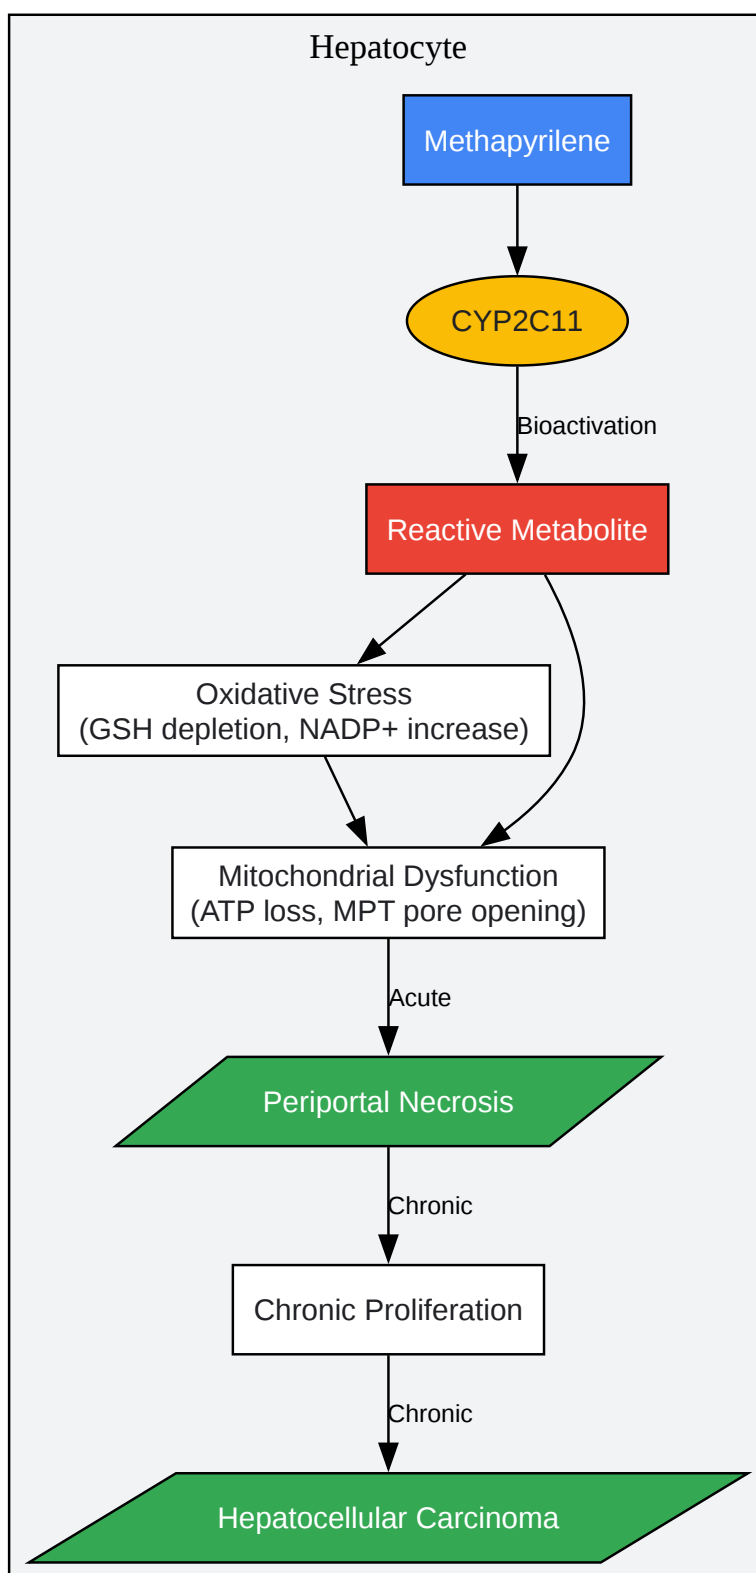 Hepatocyte
Methapyrilene
CYP2C11
Bioactivation
Reactive Metabolite
Oxidative Stress
(GSH depletion, NADP+ increase)
Mitochondrial Dysfunction
(ATP loss, MPT pore opening)
Acute
Periportal Necrosis
Chronic
Chronic Proliferation
Chronic
Hepatocellular Carcinoma